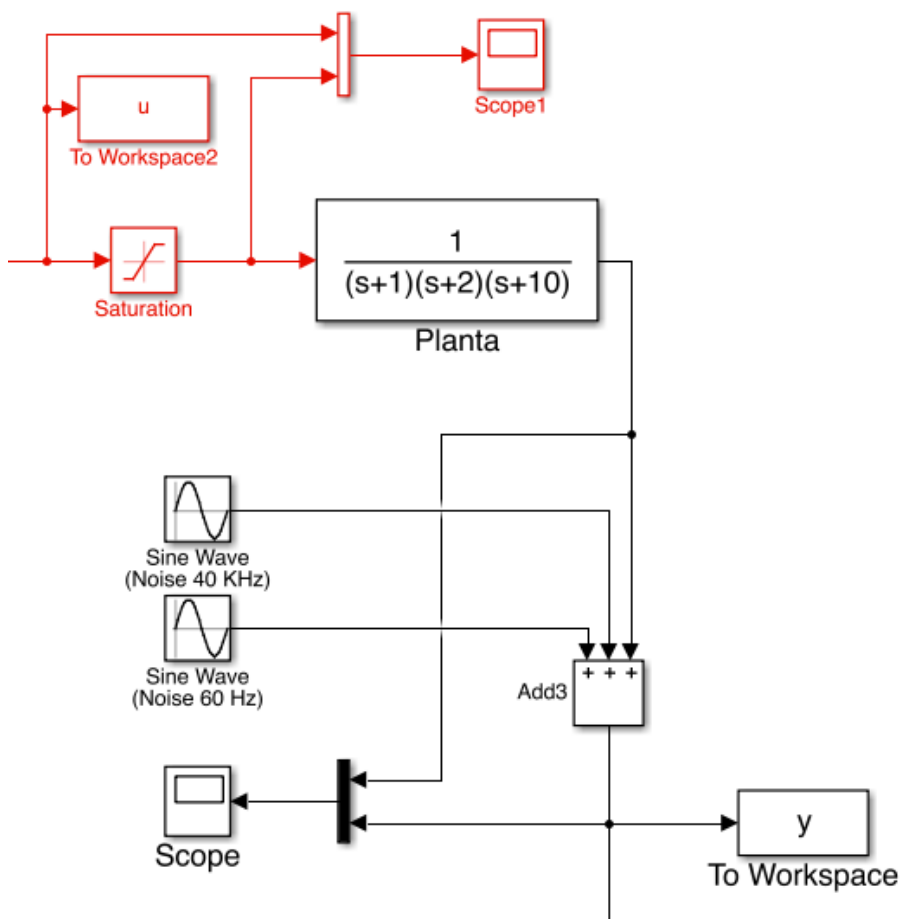 Scope1
u
To Workspace2
Saturation
1
(s+1)(s+2)(s+10)
Planta
Sine Wave
(Noise 40 KHz)
Sine Wave
(Noise 60 Hz)
+ + +
Add3
Scope
y
To Workspace